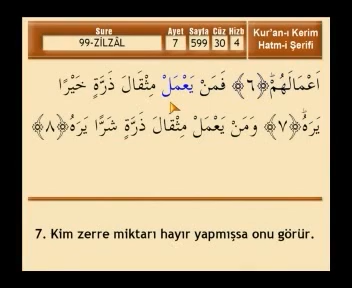 Sure Ayet Sayfa Cüz Hizb
99-ZİLZÂL 7 599 30 4
Kur'an-ı Kerim
Hatm-i Şerifi
اَعْمَالَهُمْۜ ﴿٦﴾ فَمَنْ يَعْمَلْ مِثْقَالَ ذَرَّةٍ خَيْرًا
يَرَهُۜ ﴿٧﴾ وَمَنْ يَعْمَلْ مِثْقَالَ ذَرَّةٍ شَرًّا يَرَهُ ﴿٨﴾
7. Kim zerre miktarı hayır yapmışsa onu görür.